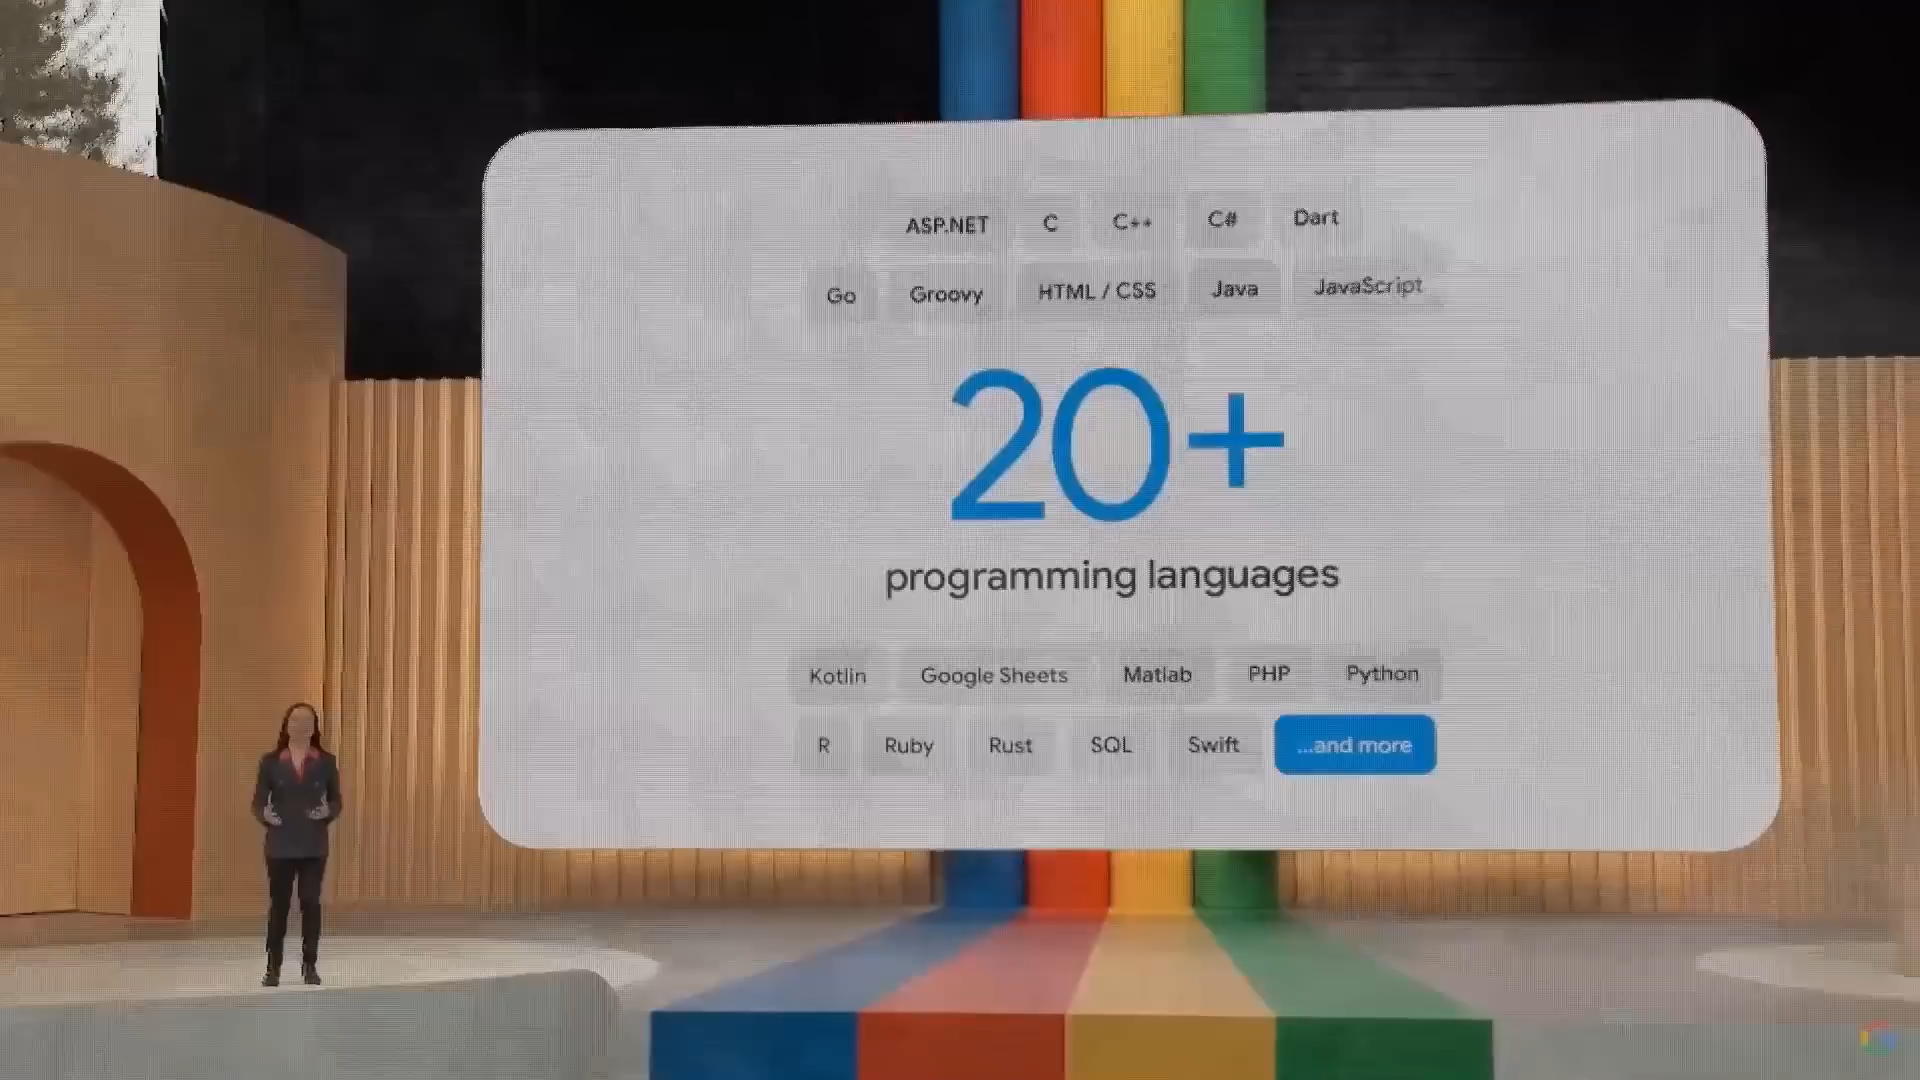 ASP.NET C C++ C# Dart
Go Groovy HTML / CSS Java JavaScript
20+
programming languages
Kotlin Google Sheets Matlab PHP Python
R Ruby Rust SQL Swift ...and more